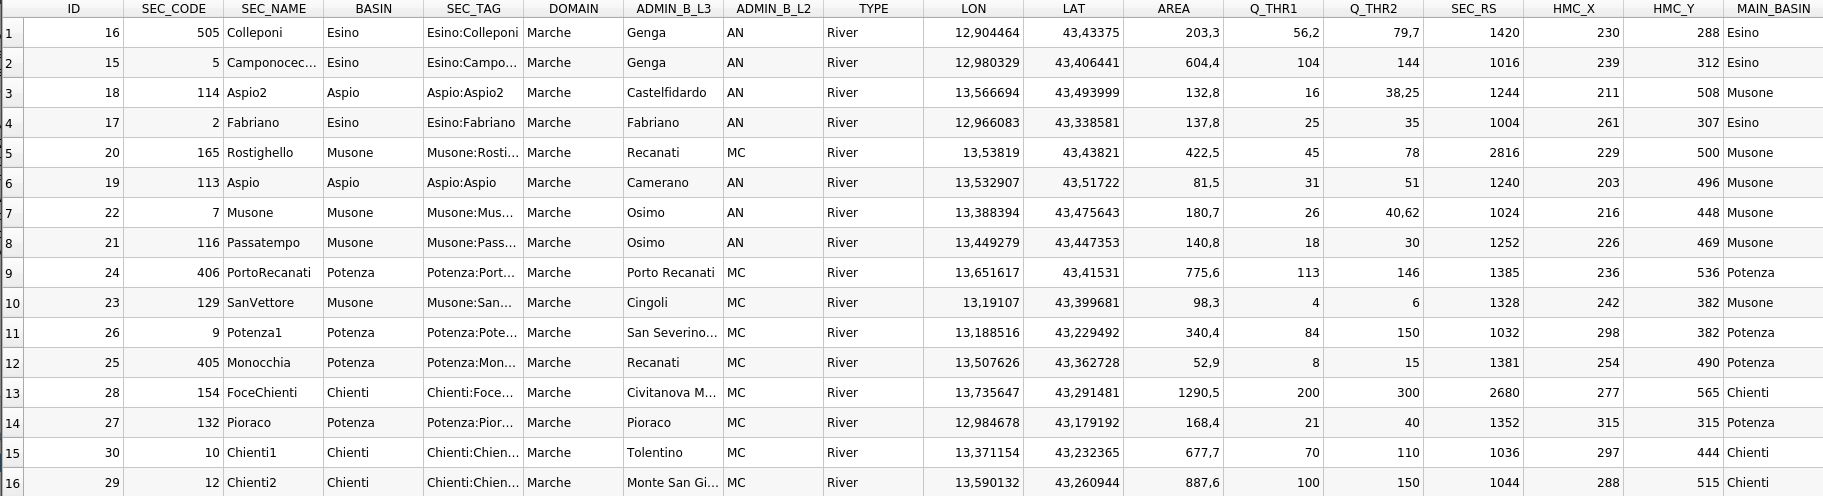 ID SEC_CODE SEC_NAME BASIN SEC_TAG DOMAIN ADMIN_B_L3 ADMIN_B_L2 TYPE LON LAT AREA Q_THR1 Q_THR2 SEC_RS HMC_X HMC_Y MAIN_BASIN
1 16 505 Colleponi Esino Esino:Colleponi Marche Genga AN River 12,904464 43,43375 203,3 56,2 79,7 1420 230 288 Esino
2 15 5 Camponocec... Esino Esino:Campo... Marche Genga AN River 12,980329 43,406441 604,4 104 144 1016 239 312 Esino
3 18 114 Aspio2 Aspio Aspio:Aspio2 Marche Castelfidardo AN River 13,566694 43,493999 132,8 16 38,25 1244 211 508 Musone
4 17 2 Fabriano Esino Esino:Fabriano Marche Fabriano AN River 12,966083 43,338581 137,8 25 35 1004 261 307 Esino
5 20 165 Rostighello Musone Musone:Rosti... Marche Recanati MC River 13,53819 43,43821 422,5 45 78 2816 229 500 Musone
6 19 113 Aspio Aspio Aspio:Aspio Marche Camerano AN River 13,532907 43,51722 81,5 31 51 1240 203 496 Musone
7 22 7 Musone Musone Musone:Mus... Marche Osimo AN River 13,388394 43,475643 180,7 26 40,62 1024 216 448 Musone
8 21 116 Passatempo Musone Musone:Pass... Marche Osimo AN River 13,449279 43,447353 140,8 18 30 1252 226 469 Musone
9 24 406 PortoRecanati Potenza Potenza:Port... Marche Porto Recanati MC River 13,651617 43,41531 775,6 113 146 1385 236 536 Potenza
10 23 129 SanVettore Musone Musone:San... Marche Cingoli MC River 13,19107 43,399681 98,3 4 6 1328 242 382 Musone
11 26 9 Potenza1 Potenza Potenza:Pote... Marche San Severino... MC River 13,188516 43,229492 340,4 84 150 1032 298 382 Potenza
12 25 405 Monocchia Potenza Potenza:Mon... Marche Recanati MC River 13,507626 43,362728 52,9 8 15 1381 254 490 Potenza
13 28 154 FoceChienti Chienti Chienti:Foce... Marche Civitanova M... MC River 13,735647 43,291481 1290,5 200 300 2680 277 565 Chienti
14 27 132 Pioraco Potenza Potenza:Pior... Marche Pioraco MC River 12,984678 43,179192 168,4 21 40 1352 315 315 Potenza
15 30 10 Chienti1 Chienti Chienti:Chien... Marche Tolentino MC River 13,371154 43,232365 677,7 70 110 1036 297 444 Chienti
16 29 12 Chienti2 Chienti Chienti:Chien... Marche Monte San Gi... MC River 13,590132 43,260944 887,6 100 150 1044 288 515 Chienti